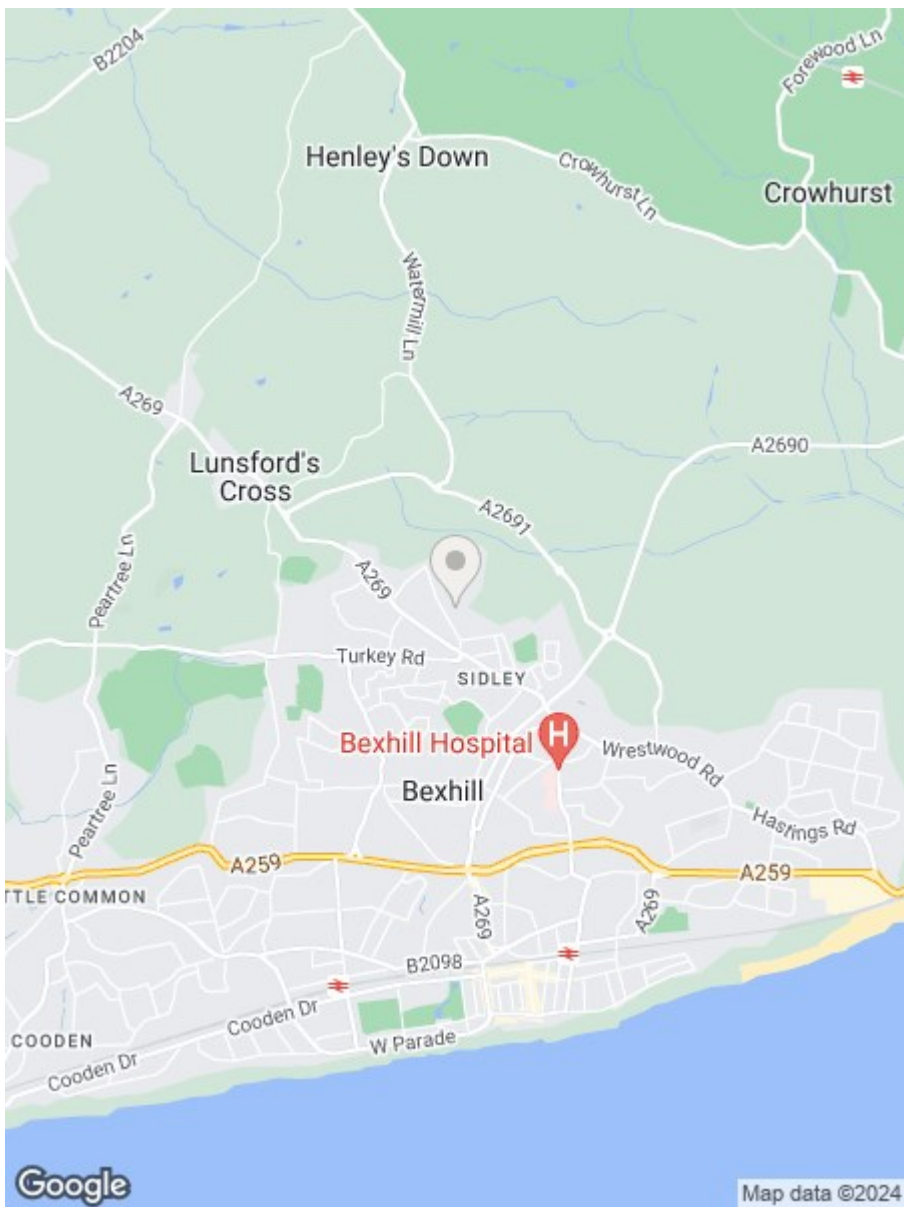 B2204
Forewood Ln
Henley's Down
Crowhurst Ln
Crowhurst
Watermill Ln
A269
A2690
Lunsford's
Cross
A2691
Peartree Ln
A269
Turkey Rd
SIDLEY
Bexhill Hospital
H
Wrestwood Rd
Bexhill
Peartree Ln
Hastings Rd
A259
A259
TTLE COMMON
A269
A269
B2098
Cooden Dr
COODEN
W Parade
Cooden Dr
Google
Map data ©2024